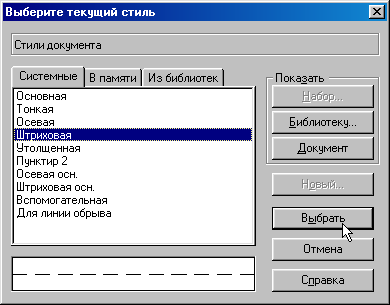 Выберите текущий стиль
Стили документа
Системные
В памяти
Из библиотек
Основная
Тонкая
Осевая
Штриховая
Утолщенная
Пунктир 2
Осевая осн.
Штриховая осн.
Вспомогательная
Для линии обрыва
Показать
Набор...
Библиотеку...
Документ
Новый...
Выбрать
Отмена
Справка